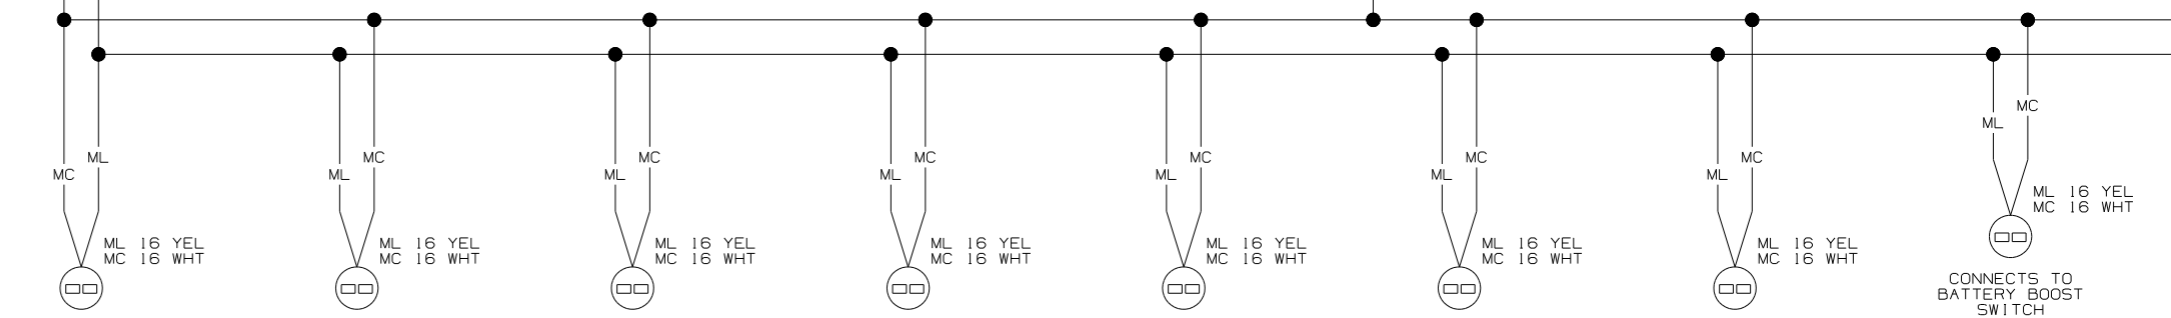 MC
ML
ML 16 YEL
MC 16 WHT
ML
MC
ML 16 YEL
MC 16 WHT
ML
MC
ML 16 YEL
MC 16 WHT
ML
MC
ML 16 YEL
MC 16 WHT
ML
MC
ML 16 YEL
MC 16 WHT
ML
MC
ML 16 YEL
MC 16 WHT
ML
MC
ML 16 YEL
MC 16 WHT
ML
MC
ML 16 YEL
MC 16 WHT
CONNECTS TO
BATTERY BOOST
SWITCH